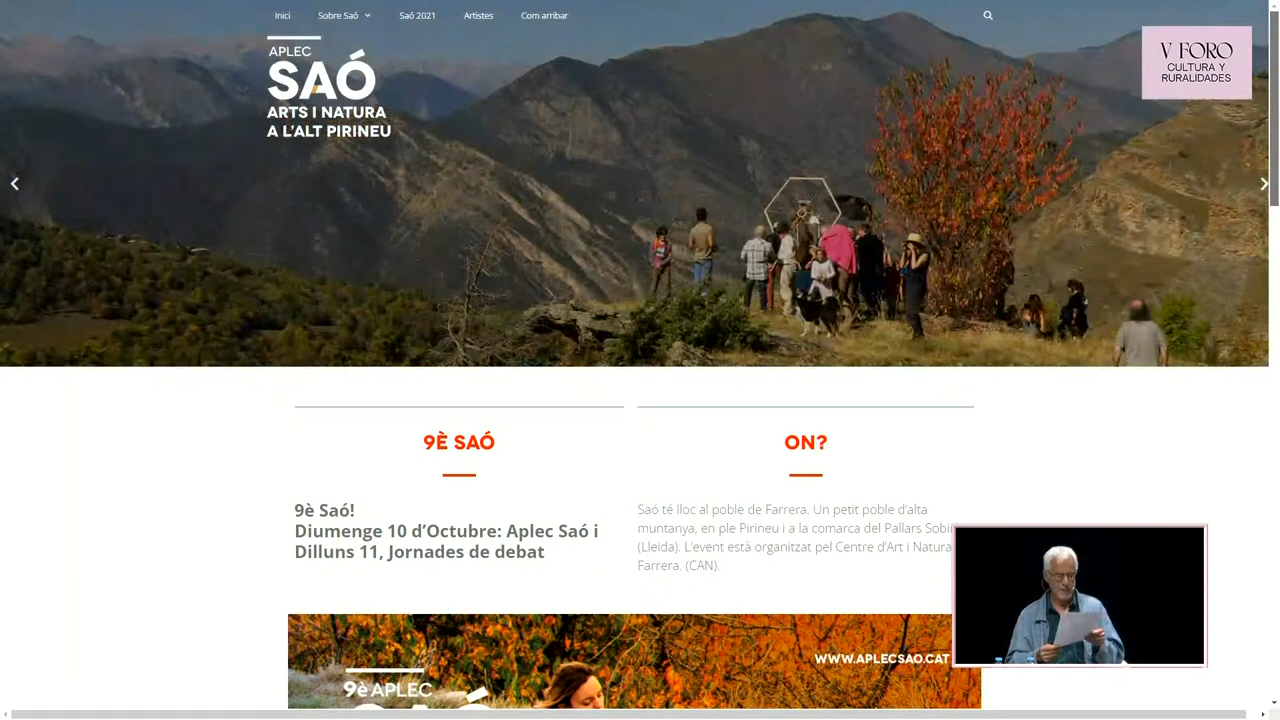 Inici Sobre Saó Saó 2021 Artistes Com arribar
APLEC
SAÓ
ARTS I NATURA
A L'ALT PIRINEU
V FORO
CULTURA Y
RURALIDADES
9È SAÓ
9è Saó!
Diumenge 10 d'Octubre: Aplec Saó i
Dilluns 11, Jornades de debat
ON?
Saó té lloc al poble de Farrera. Un petit poble d'alta
muntanya, en ple Pirineu i a la comarca del Pallars
(Lleida). L'event està organitzat pel Centre d'Art i Natura
Farrera. (CAN).
WWW.APLECSAO.CAT
9è APLEC